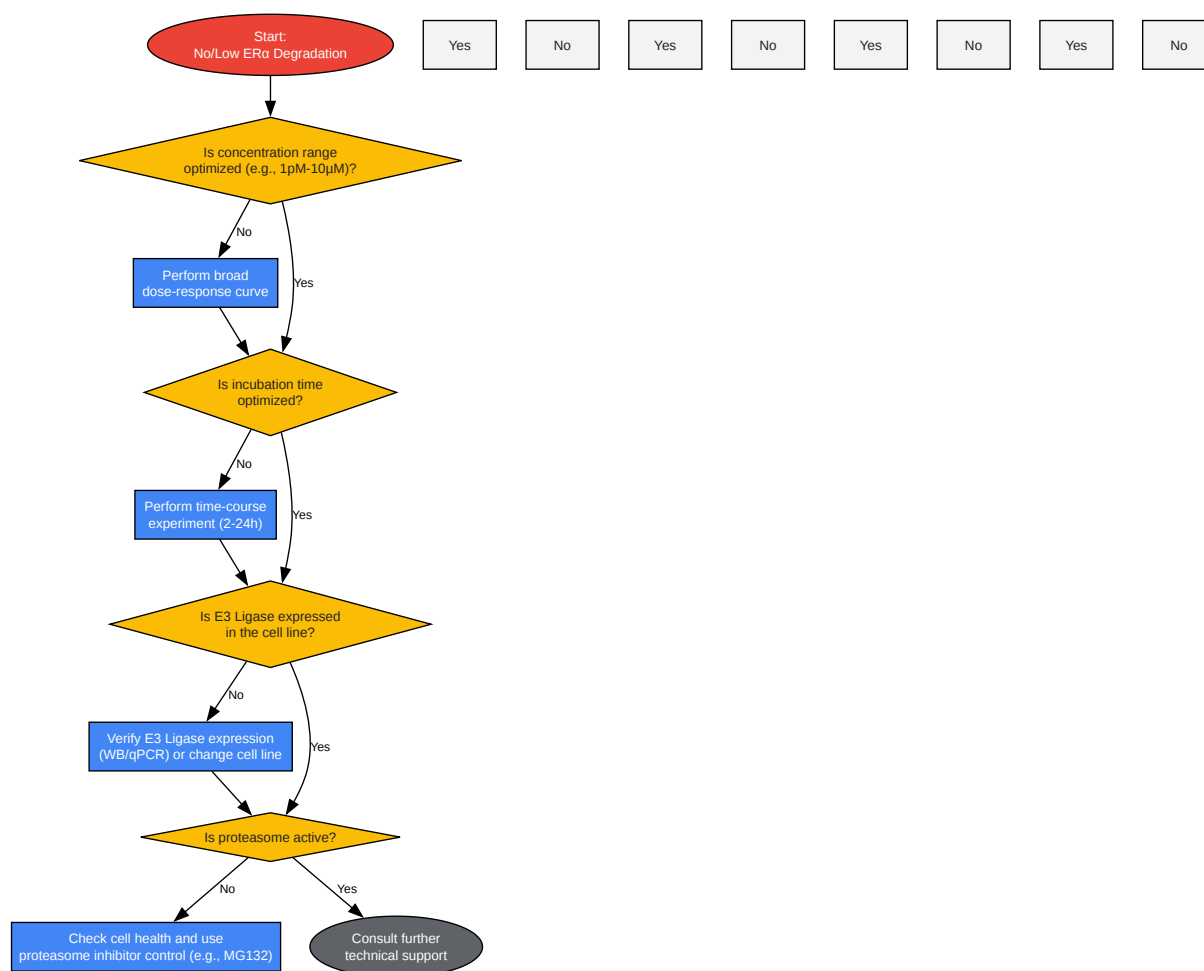 Start:
No/Low ERα Degradation
Yes
No
Yes
No
Yes
No
Yes
No
Is concentration range
optimized (e.g., 1pM-10µM)?
No
Yes
Perform broad
dose-response curve
Is incubation time
optimized?
No
Yes
Perform time-course
experiment (2-24h)
Is E3 Ligase expressed
in the cell line?
No
Yes
Verify E3 Ligase expression
(WB/qPCR) or change cell line
Is proteasome active?
No
Yes
Check cell health and use
proteasome inhibitor control (e.g., MG132)
Consult further
technical support